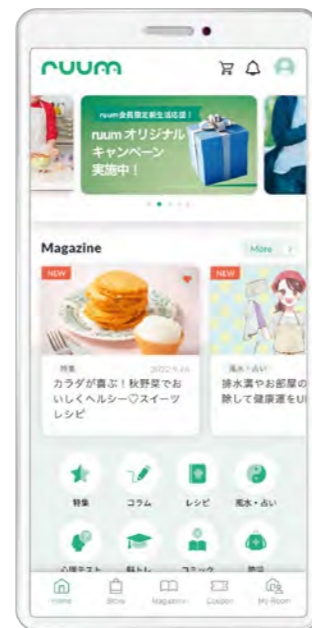 ruum
ruum会員限定新生活応援!
ruum オリジナル
キャンペーン
実施中!
Magazine
More
NEW
NEW
特集
風水・占い
カラダが喜ぶ!秋野菜でお
いしくヘルシー♡スイーツ
レシピ
排水溝やお部屋の
除して健康運をU
特集
コラム
レシピ
風水・占い
心理テスト
脳トレ
コミック
防災
Home
Store
Magazine
Coupon
My Room